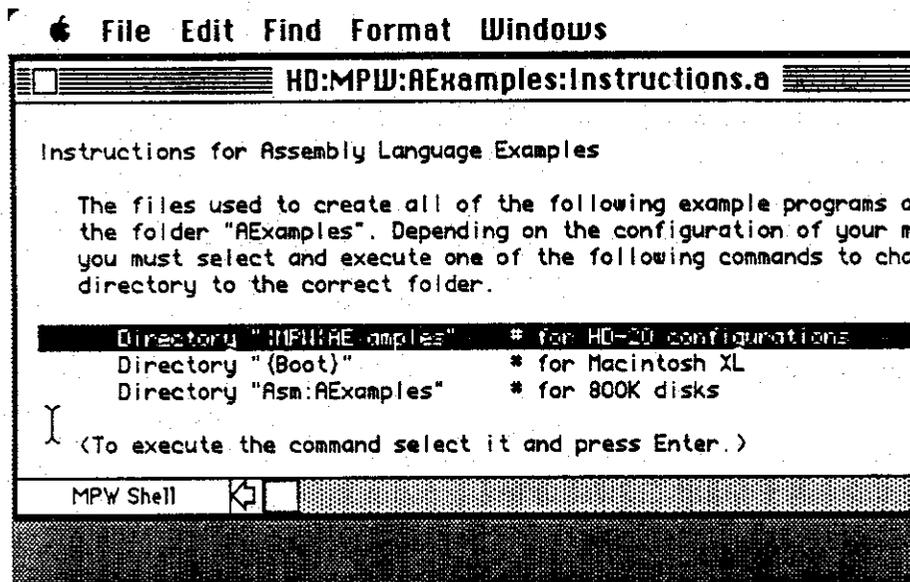 File Edit Find Format Windows
HD:MPW:AExamples:Instructions.a
Instructions for Assembly Language Examples
The files used to create all of the following example programs a
the folder "AExamples". Depending on the configuration of your m
you must select and execute one of the following commands to cha
directory to the correct folder.
Directory # for HD-20 configurations
Directory "{Boot}" # for Macintosh XL
Directory "Asm:AExamples" # for 800K disks
(To execute the command select it and press Enter.)
MPW Shell